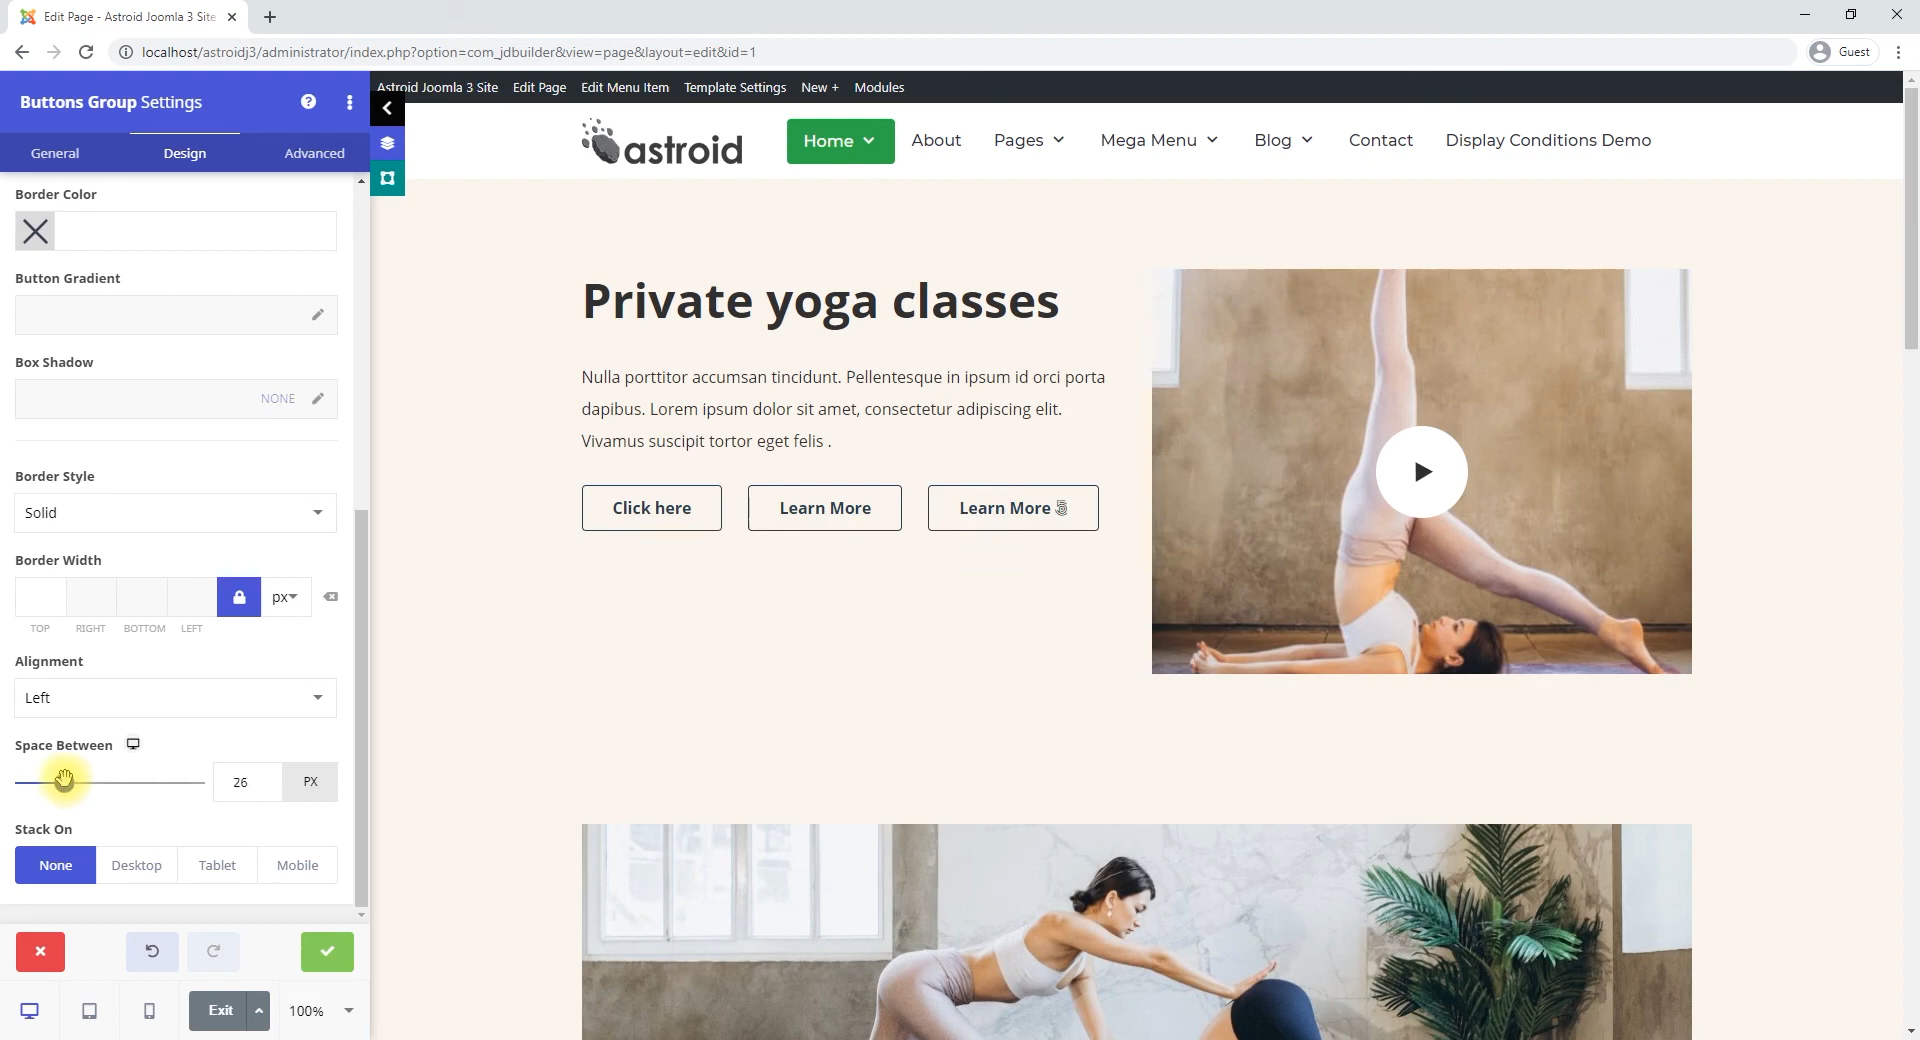 Edit Page - Astroid Joomla 3 Site
localhost/astroidj3/administrator/index.php?option=com_jdbuilder&view=page&layout=edit&id=1
Guest
Buttons Group Settings
General
Design
Advanced
Astroid Joomla 3 Site
Edit Page
Edit Menu Item
Template Settings
New +
Modules
astroid
Home
About
Pages
Mega Menu
Blog
Contact
Display Conditions Demo
Border Color
Button Gradient
Box Shadow
NONE
Border Style
Solid
Border Width
px
TOP
RIGHT
BOTTOM
LEFT
Alignment
Left
Space Between
26
PX
Stack On
None
Desktop
Tablet
Mobile
Exit
100%
Private yoga classes
Nulla porttitor accumsan tincidunt. Pellentesque in ipsum id orci porta
dapibus. Lorem ipsum dolor sit amet, consectetur adipiscing elit.
Vivamus suscipit tortor eget felis .
Click here
Learn More
Learn More